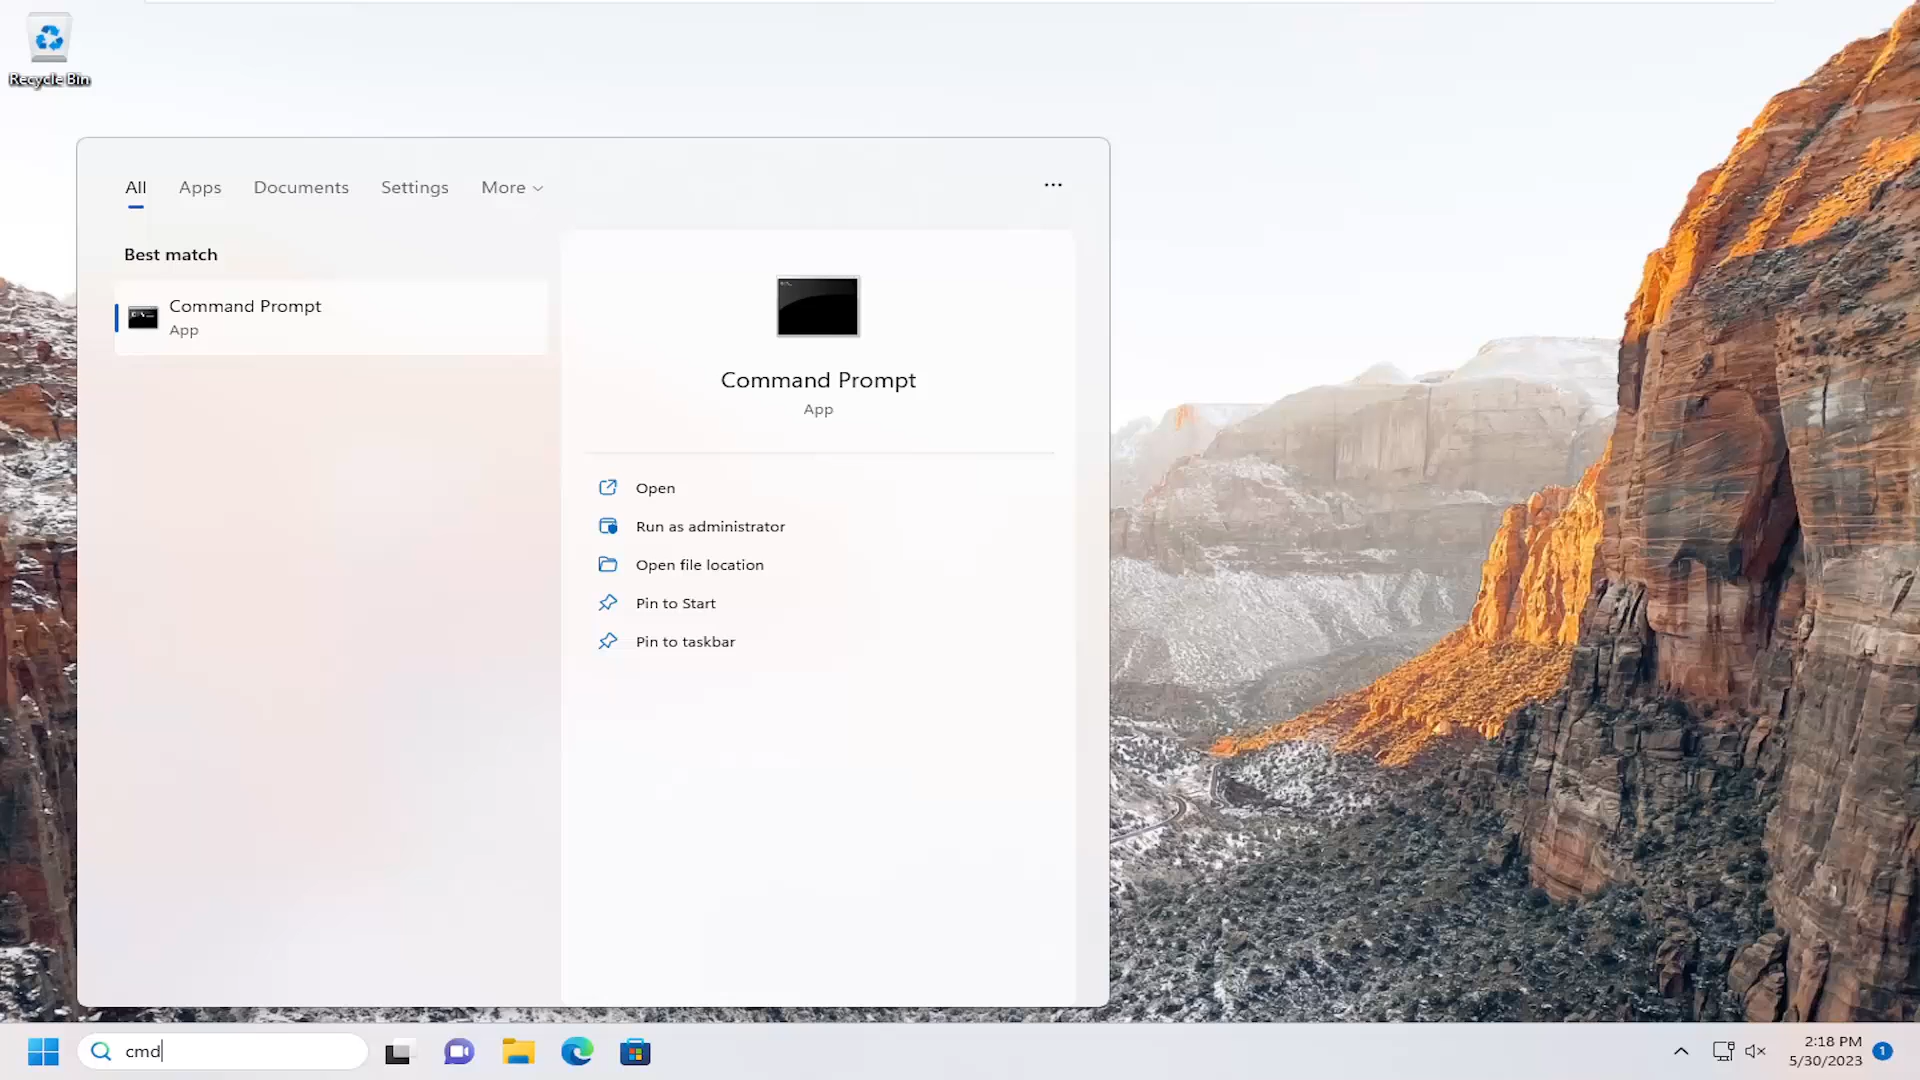 Recycle Bin
All Apps Documents Settings More
Best match
Command Prompt
App
Command Prompt
App
Open
Run as administrator
Open file location
Pin to Start
Pin to taskbar
cmd
2:18 PM
5/30/2023
1